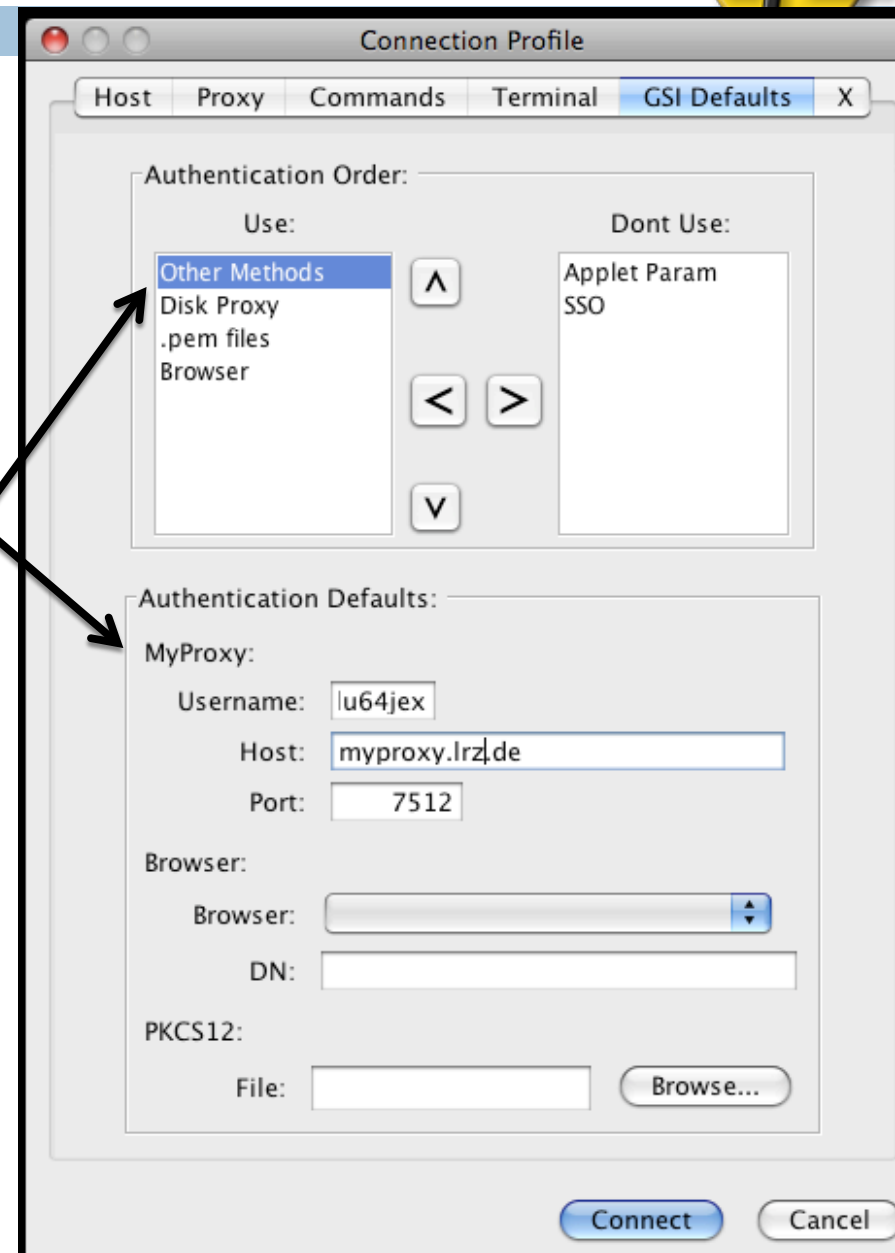 Connection Profile
Host Proxy Commands Terminal GSI Defaults X
Authentication Order:
Use: Dont Use:
Other Methods
Disk Proxy
.pem files
Browser
Applet Param
SSO
^
< >
v
Authentication Defaults:
MyProxy:
Username: lu64jex
Host: myproxy.lrz.de
Port: 7512
Browser:
Browser:
DN:
PKCS12:
File: Browse...
Connect Cancel